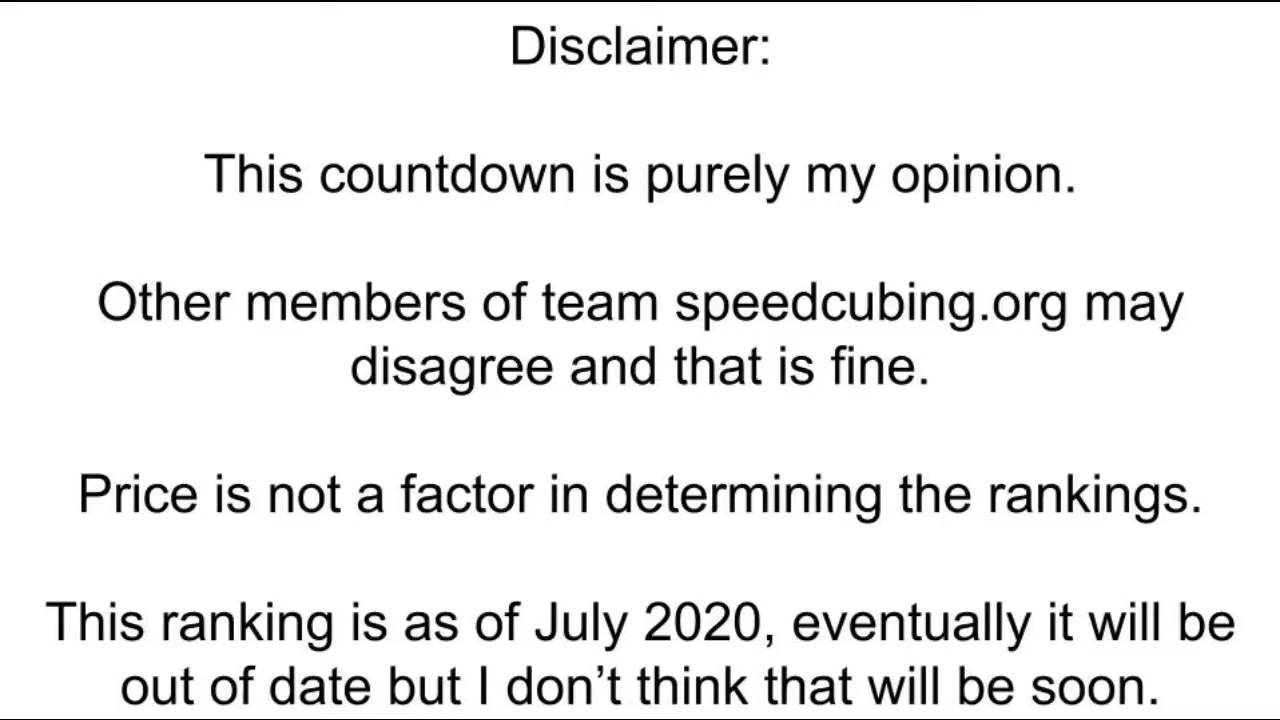 Disclaimer:
This countdown is purely my opinion.
Other members of team speedcubing.org may
disagree and that is fine.
Price is not a factor in determining the rankings.
This ranking is as of July 2020, eventually it will be
out of date but I don’t think that will be soon.